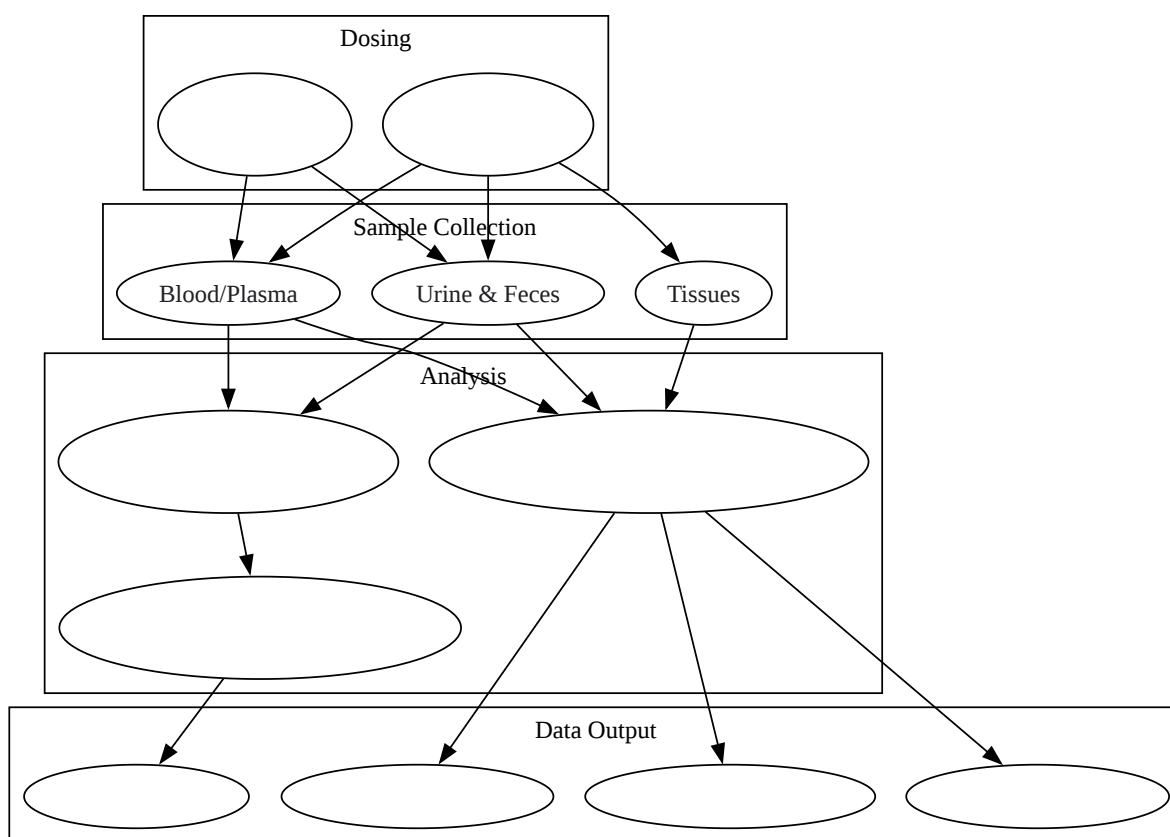 Dosing
Sample Collection
Blood/Plasma
Urine & Feces
Tissues
Analysis
Data Output